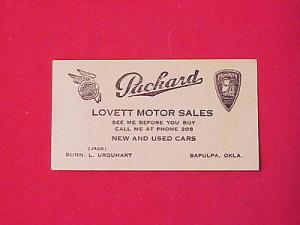 Packard
LOVETT MOTOR SALES
SEE ME BEFORE YOU BUY
CALL ME AT PHONE 208
NEW AND USED CARS
(JACK)
BUNN. L. URQUHART
SAPULPA, OKLA.